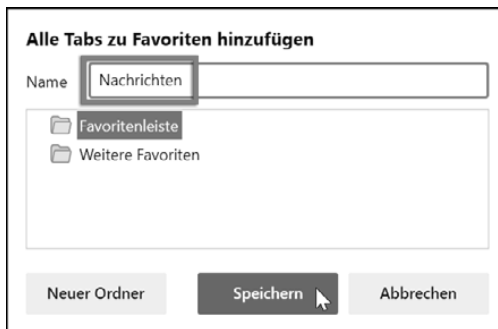 Alle Tabs zu Favoriten hinzufügen
Name Nachrichten
Favoritenleiste
Weitere Favoriten
Neuer Ordner Speichern Abbrechen